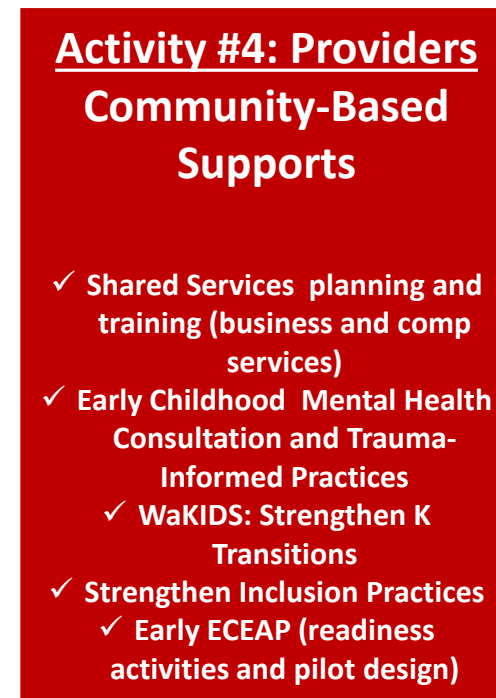 Activity #4: Providers
Community-Based
Supports
✓ Shared Services planning and
training (business and comp
services)
✓ Early Childhood Mental Health
Consultation and Trauma-
Informed Practices
✓ WaKIDS: Strengthen K
Transitions
✓ Strengthen Inclusion Practices
✓ Early ECEAP (readiness
activities and pilot design)